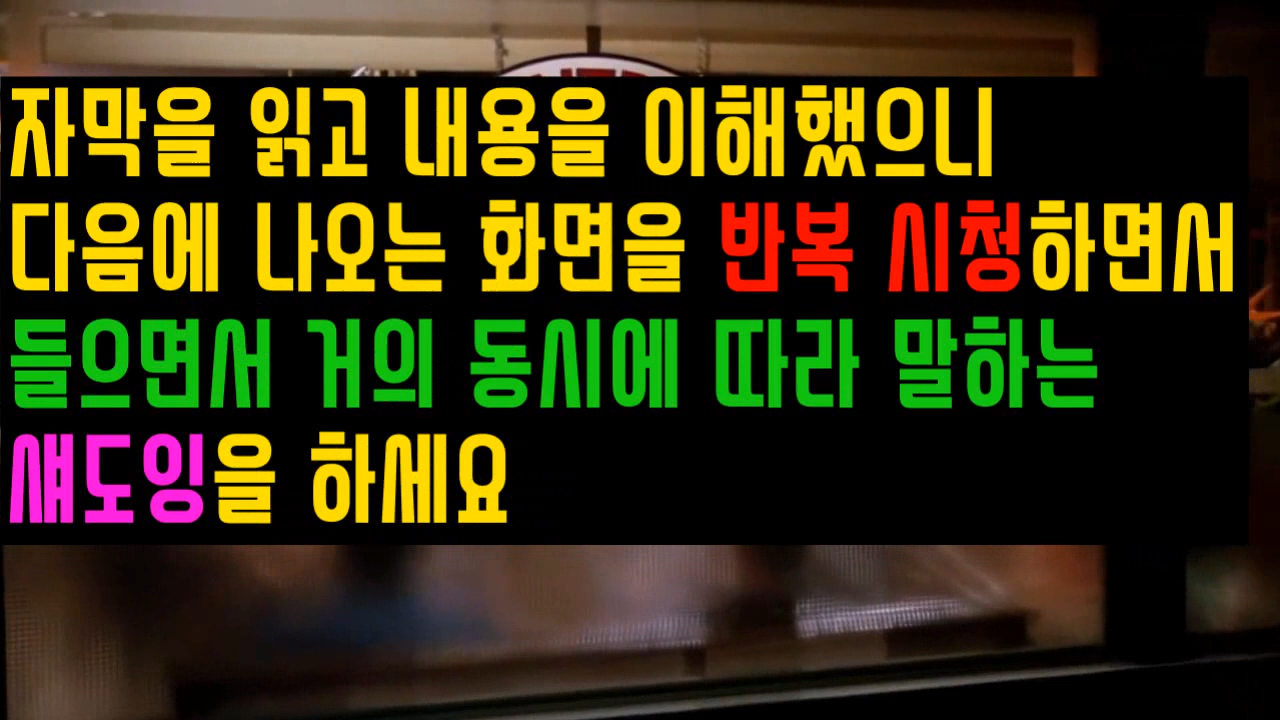 자막을 읽고 내용을 이해했으니
다음에 나오는 화면을 반복 시청하면서
들으면서 거의 동시에 따라 말하는
섀도잉을 하세요